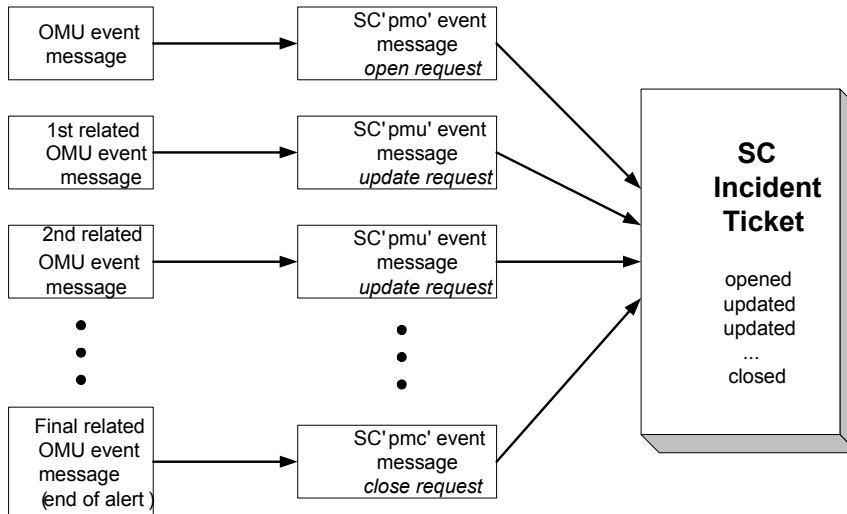 OMU event
message
SC'pmo' event
message
open request
1st related
OMU event
message
SC'pmu' event
message
update request
2nd related
OMU event
message
SC'pmu' event
message
update request
Final related
OMU event
message
(end of alert)
SC'pmc' event
message
close request
SC
Incident
Ticket
opened
updated
updated
...
closed